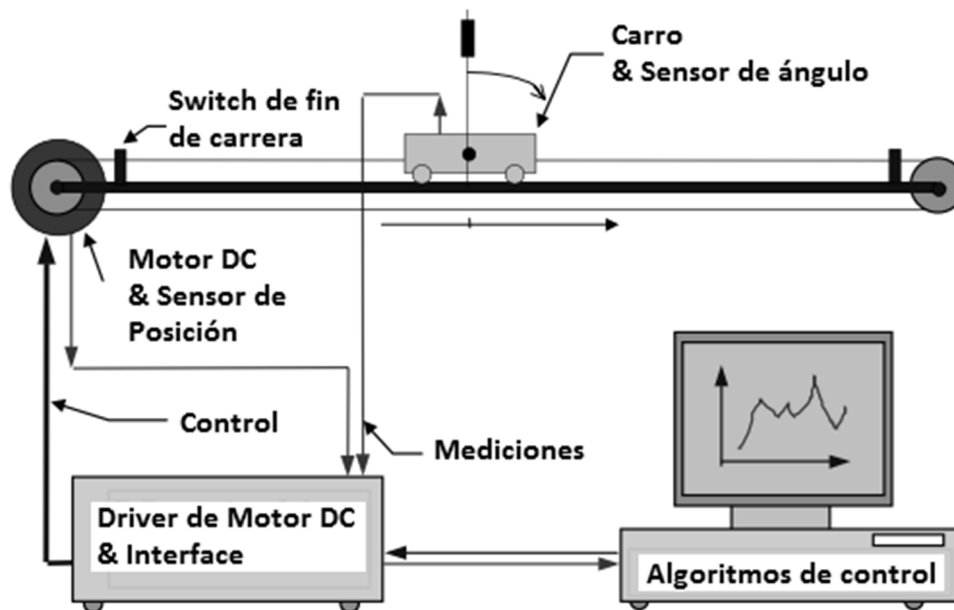 Carro
& Sensor de ángulo
Switch de fin
de carrera
Motor DC
& Sensor de
Posición
Control
Mediciones
Driver de Motor DC
& Interface
Algoritmos de control